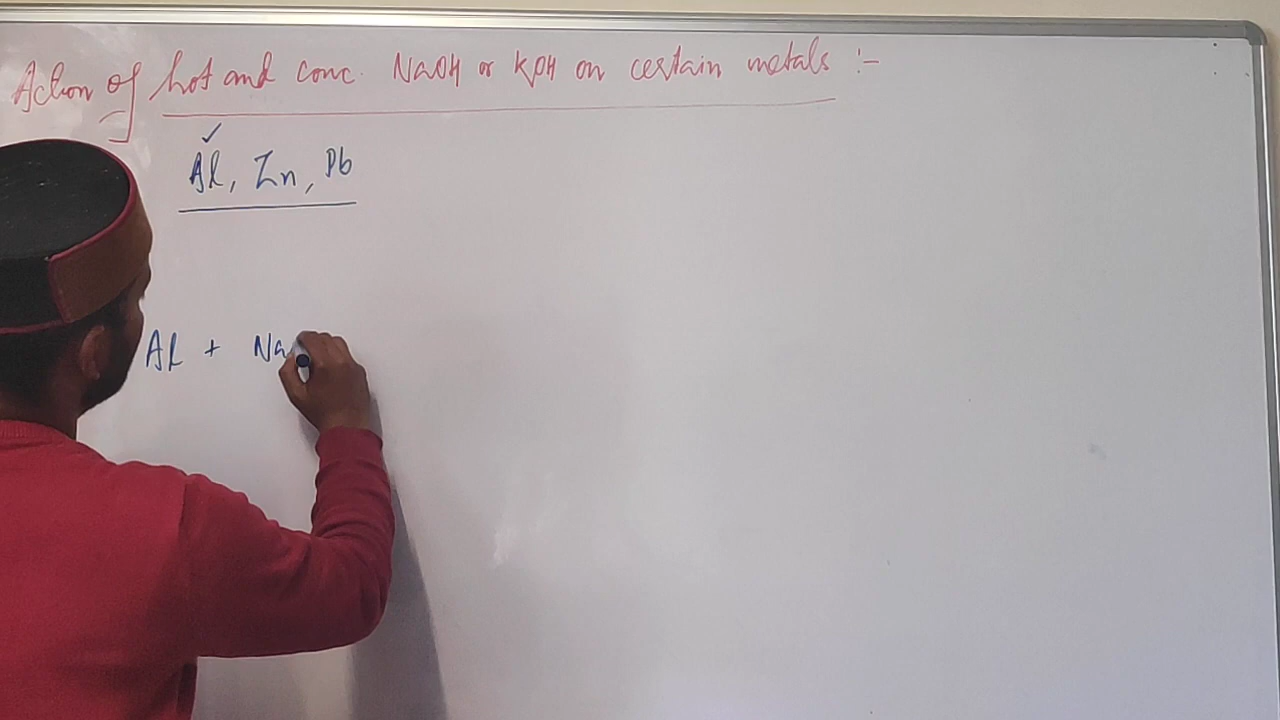 Action of hot and conc. NaOH or KOH on certain metals :-
✓
Al, Zn, Pb
Al + Na